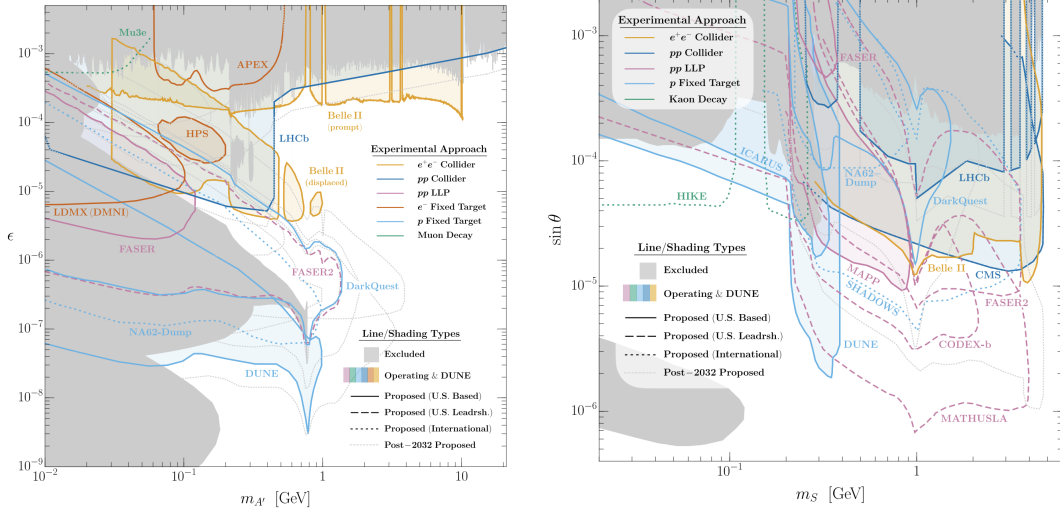 10⁻³
10⁻⁴
10⁻⁵
ϵ
10⁻⁶
10⁻⁷
10⁻⁸
10⁻⁹
10⁻²
10⁻¹
1
10
m_A′ [GeV]
Mu3e
APEX
HPS
LHCb
Belle II
(prompt)
Belle II
(displaced)
LDMX (DMNI)
FASER
FASER2
DarkQuest
NA62-Dump
DUNE
Experimental Approach
e⁺e⁻ Collider
pp Collider
pp LLP
e⁻ Fixed Target
p Fixed Target
Muon Decay
Line/Shading Types
Excluded
Operating & DUNE
Proposed (U.S. Based)
Proposed (U.S. Leadrsh.)
Proposed (International)
Post−2032 Proposed
10⁻³
10⁻⁴
sin θ
10⁻⁵
10⁻⁶
10⁻¹
1
m_S [GeV]
Experimental Approach
e⁺e⁻ Collider
pp Collider
pp LLP
p Fixed Target
Kaon Decay
FASER
ICARUS
NA62-
Dump
LHCb
HIKE
DarkQuest
Belle II
CMS
MAPP
SHADOWS
FASER2
DUNE
CODEX-b
MATHUSLA
Line/Shading Types
Excluded
Operating & DUNE
Proposed (U.S. Based)
Proposed (U.S. Leadrsh.)
Proposed (International)
Post−2032 Proposed